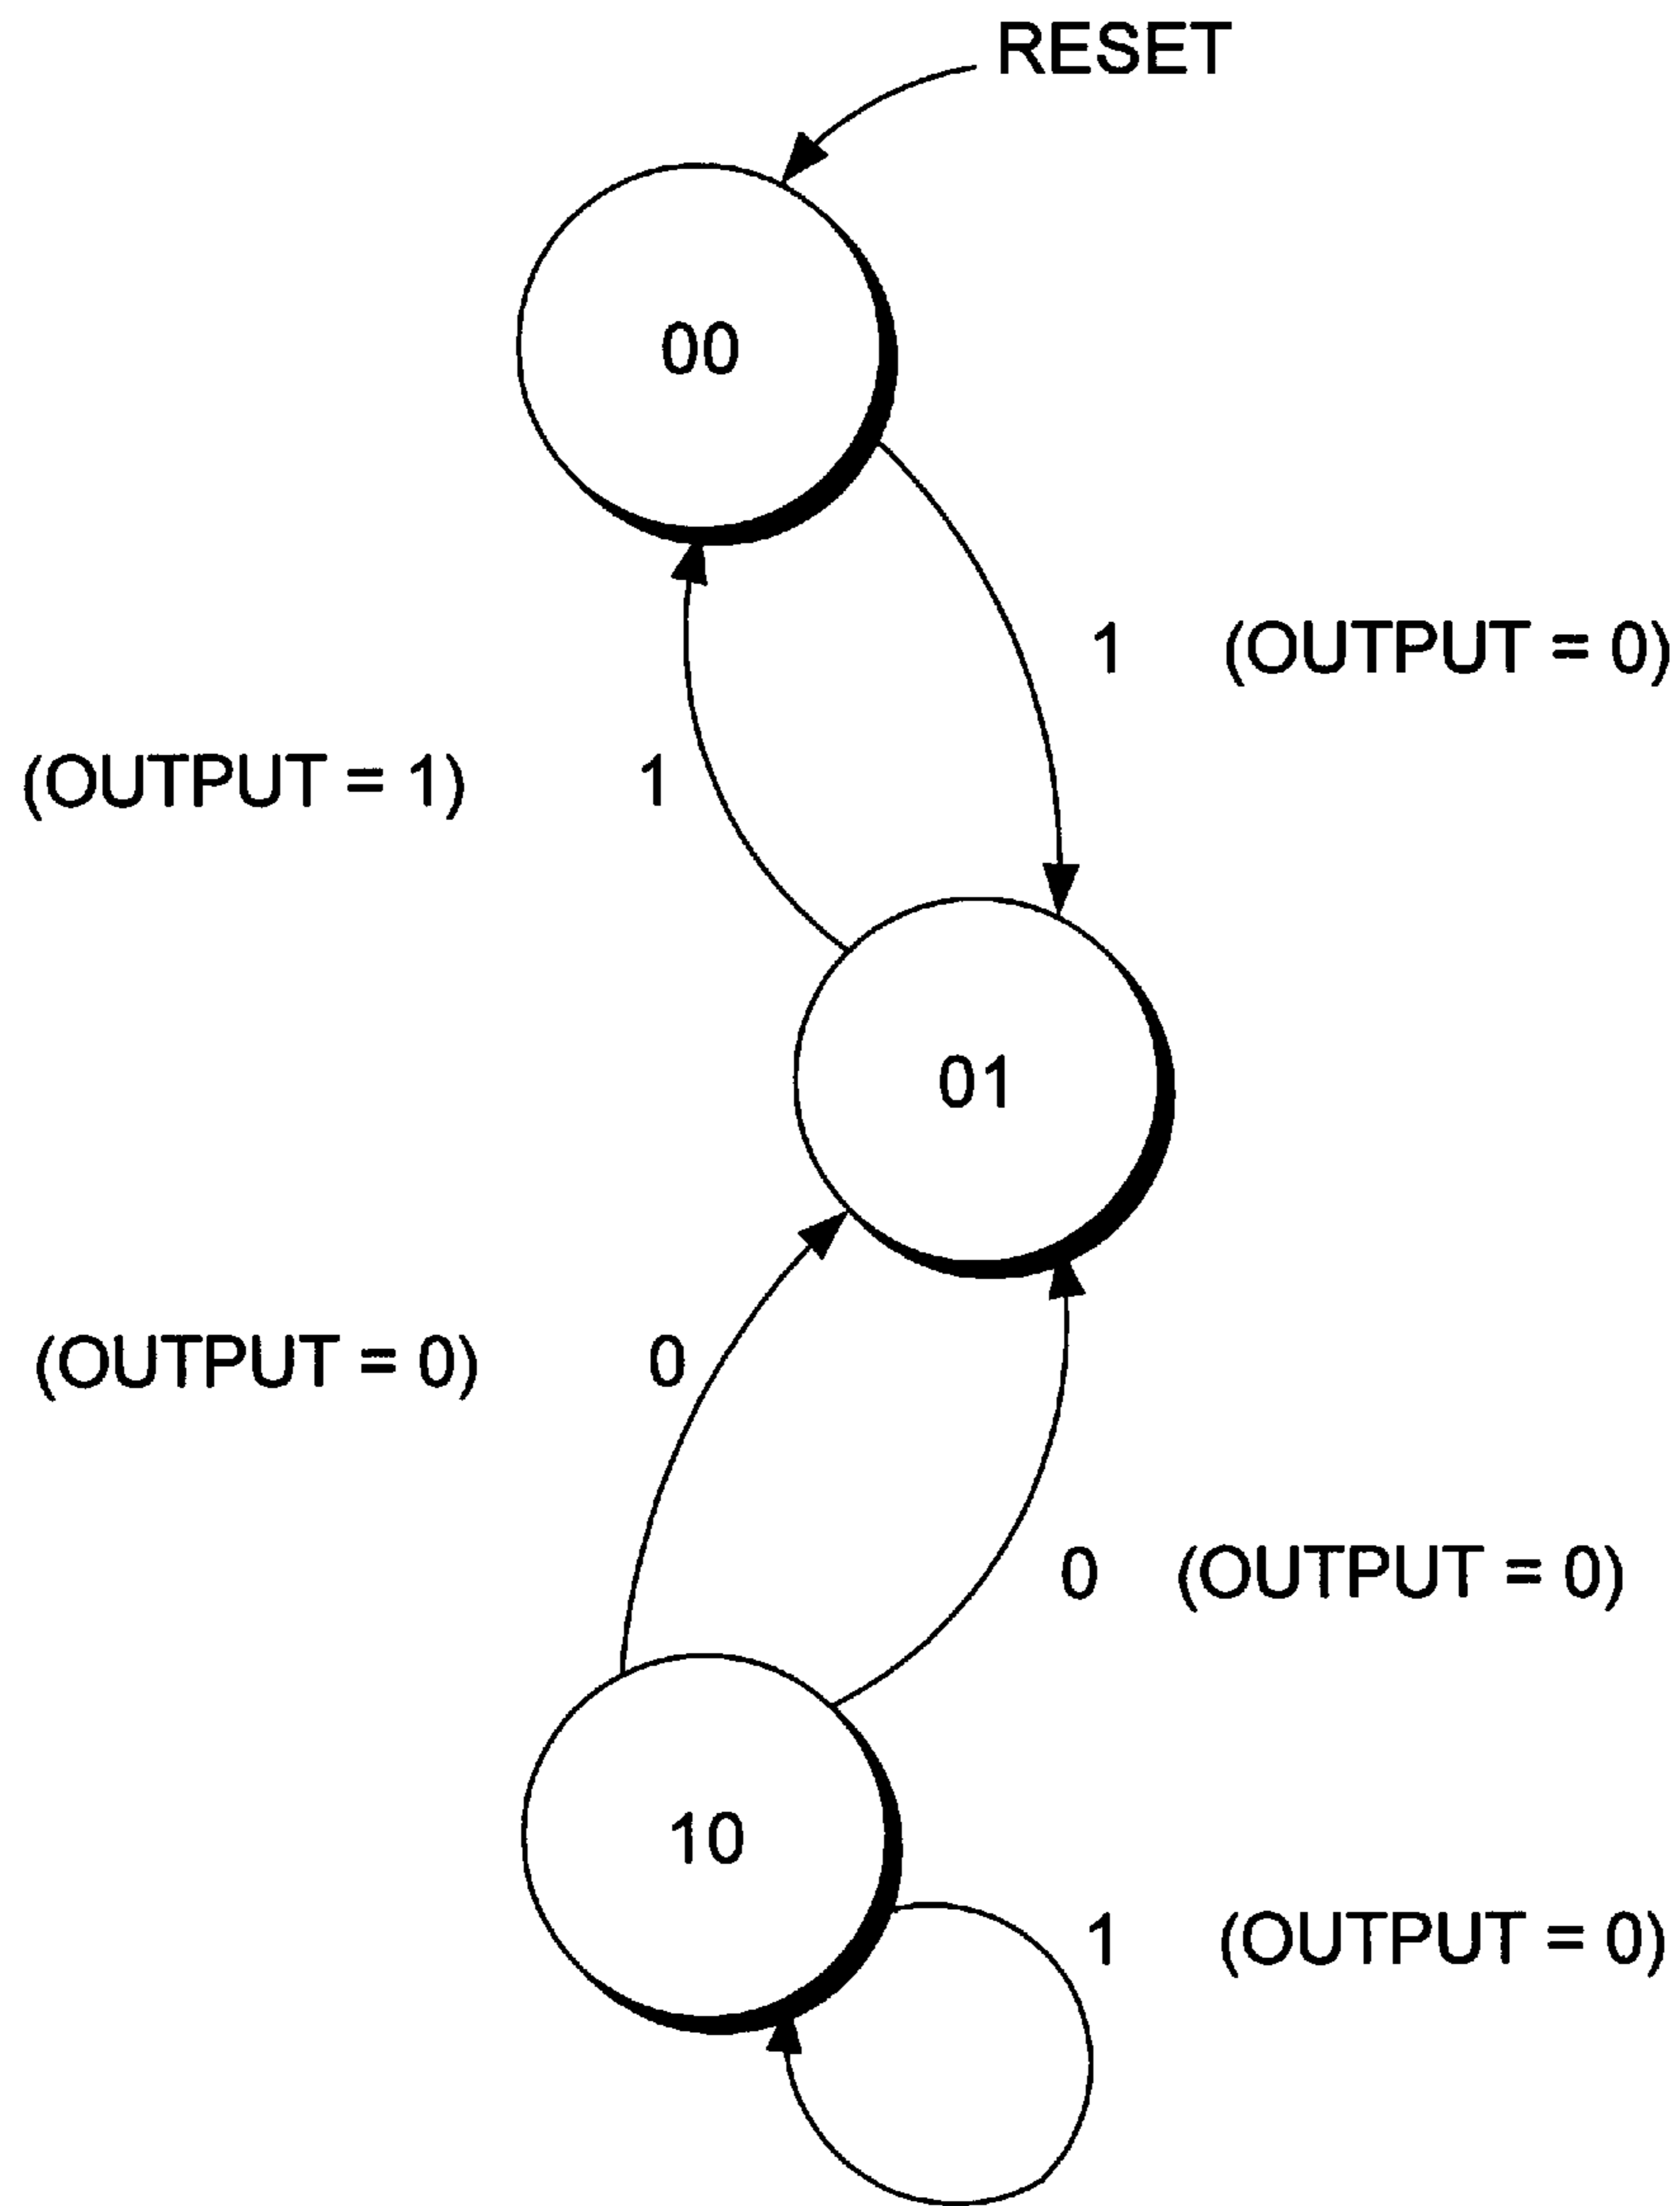 RESET
00
1 (OUTPUT = 0)
(OUTPUT = 1) 1
01
(OUTPUT = 0) 0
0 (OUTPUT = 0)
10
1 (OUTPUT = 0)